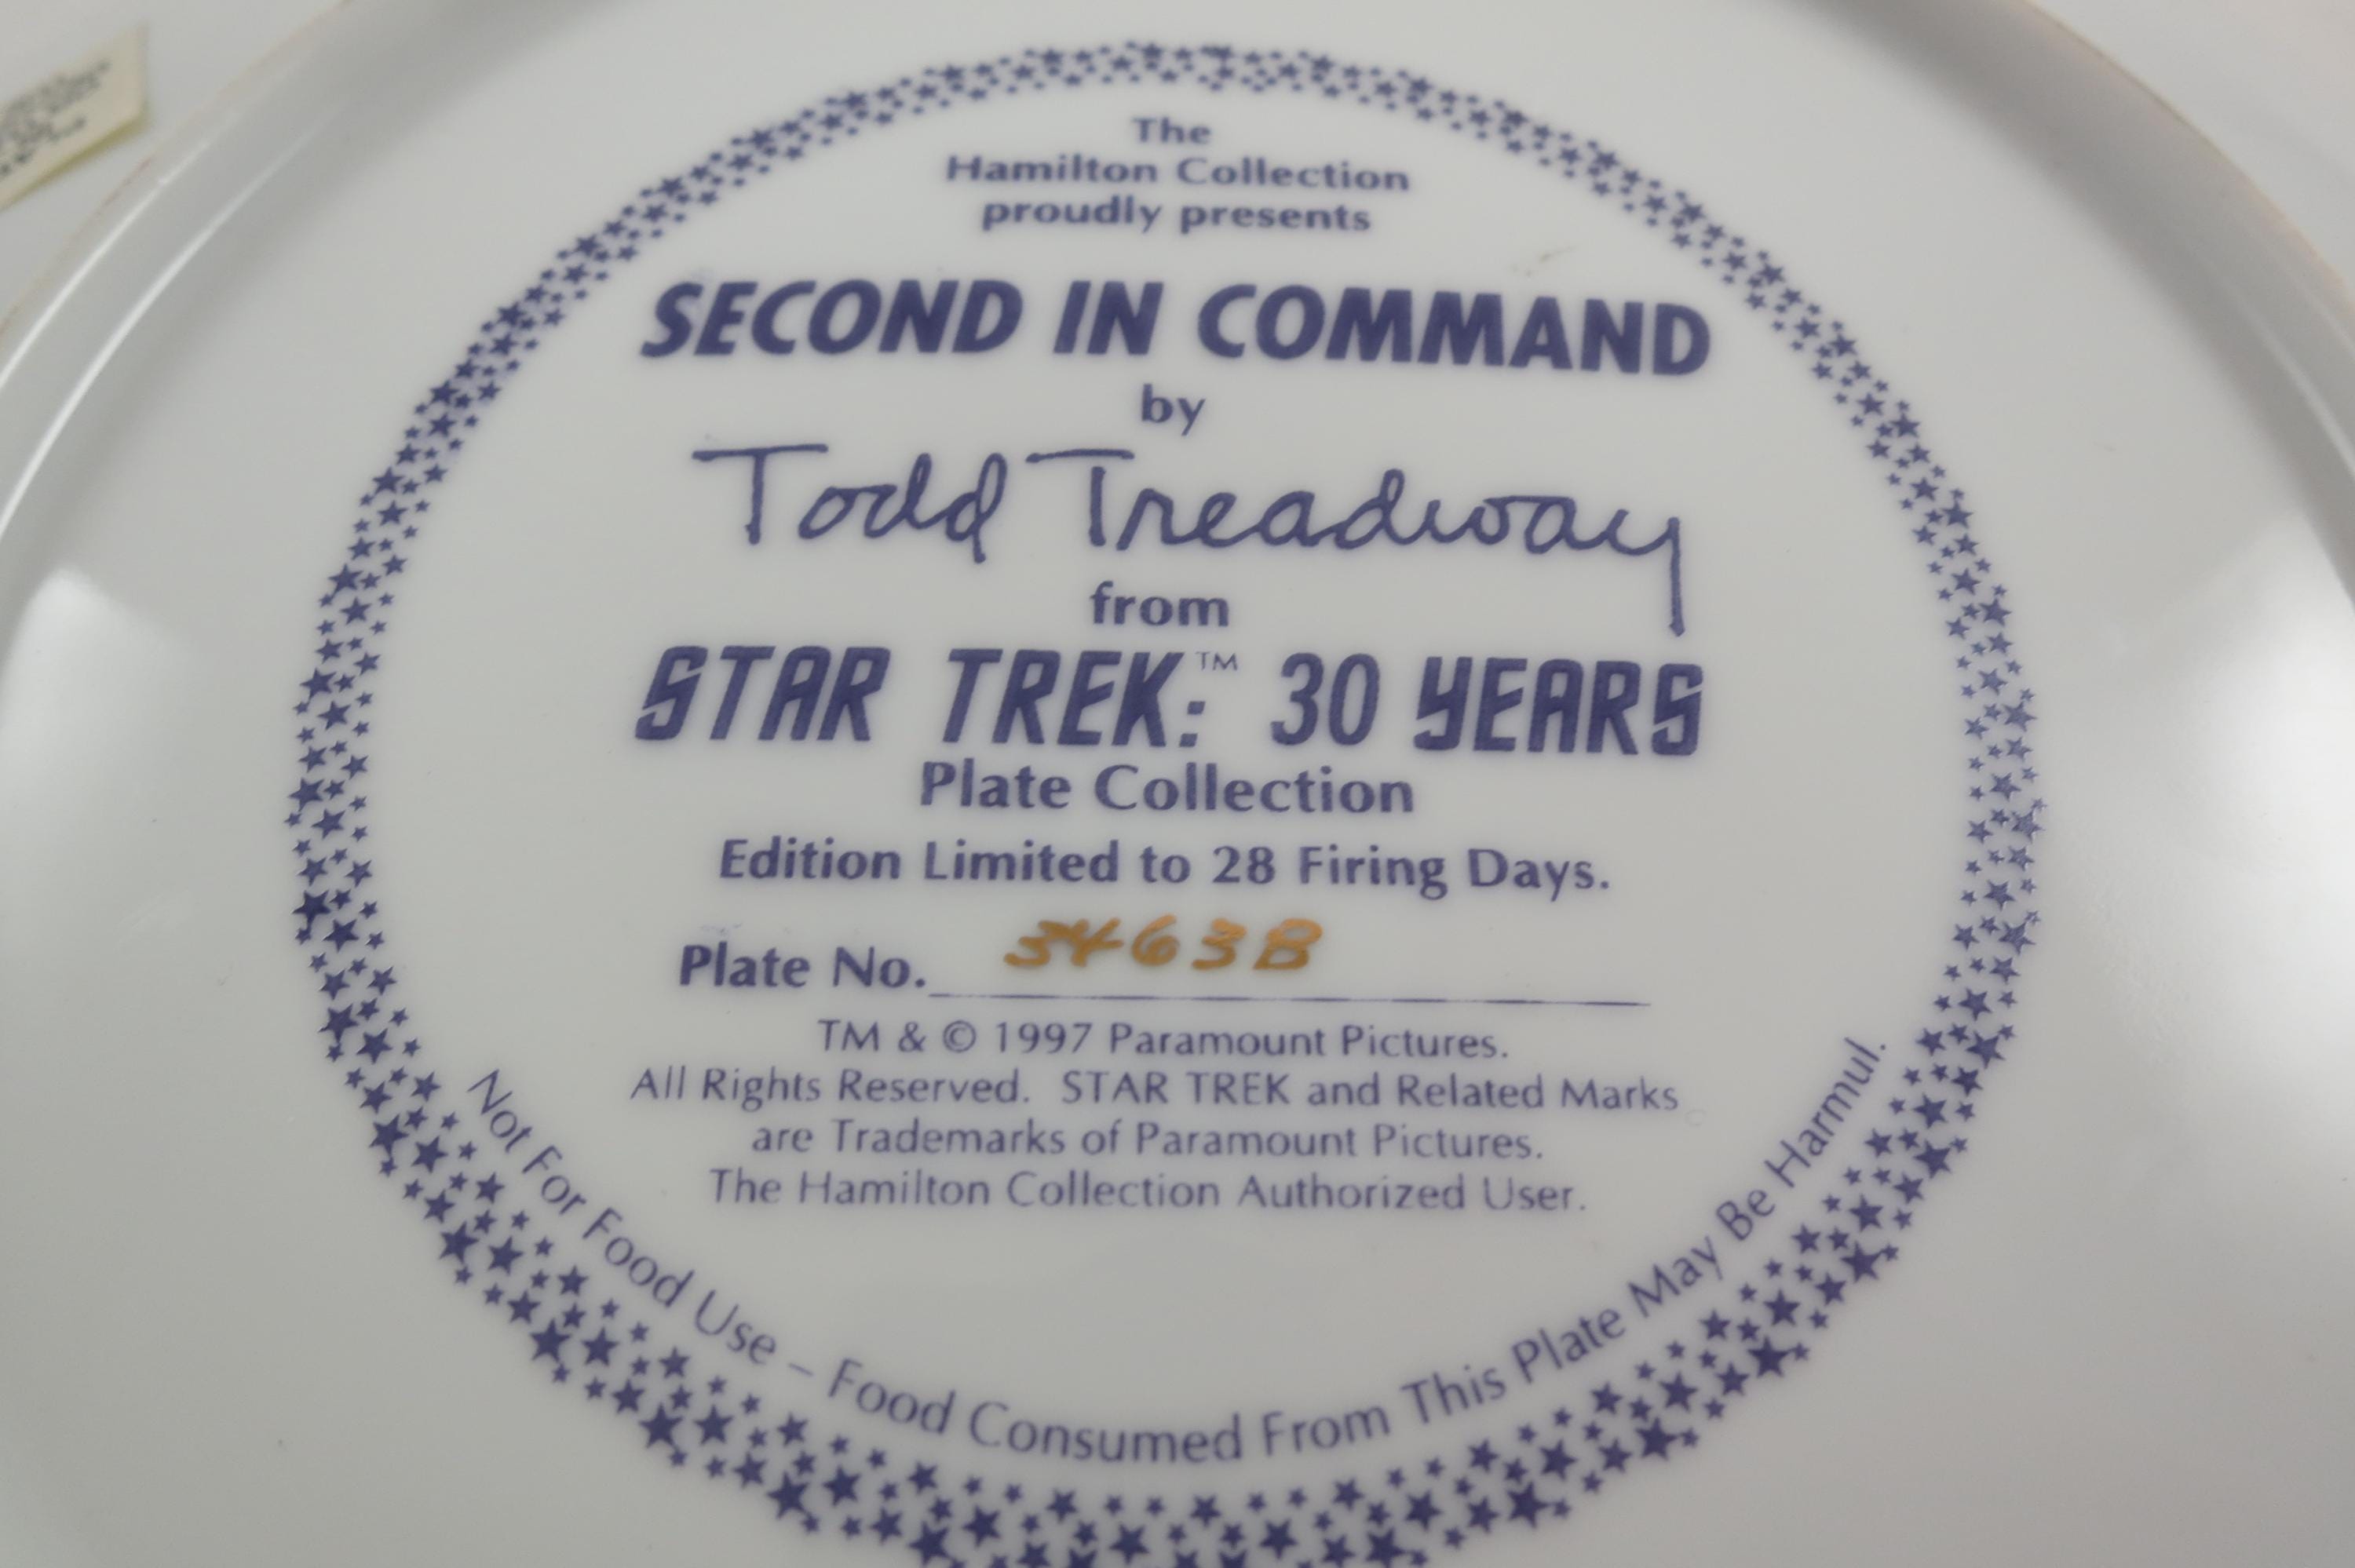 The
Hamilton Collection
proudly presents
SECOND IN COMMAND
by
Todd Treadway
from
STAR TREK:™ 30 YEARS
Plate Collection
Edition Limited to 28 Firing Days.
Plate No. 3463B
TM & © 1997 Paramount Pictures.
All Rights Reserved. STAR TREK and Related Marks
are Trademarks of Paramount Pictures.
The Hamilton Collection Authorized User.
Not For Food Use – Food Consumed From This Plate May Be Harmul.